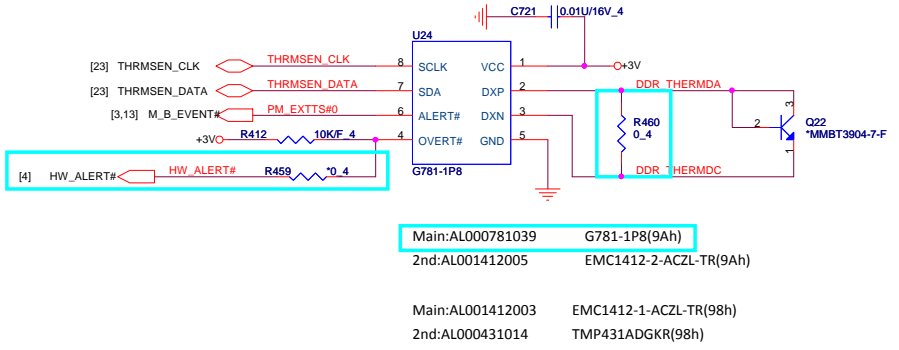 C721 0.01U/16V_4
U24
[23] THRMSEN_CLK THRMSEN_CLK 8 SCLK VCC 1 +3V
[23] THRMSEN_DATA THRMSEN_DATA 7 SDA DXP 2 DDR_THERMDA
[3,13] M_B_EVENT# PM_EXTTS#0 6 ALERT# DXN 3
+3V R412 10K/F_4 4 OVERT# GND 5
R460
0_4
2
3
1
Q22
*MMBT3904-7-F
[4] HW_ALERT# HW_ALERT# R459 *0_4
G781-1P8
DDR_THERMDC
Main:AL000781039 G781-1P8(9Ah)
2nd:AL001412005 EMC1412-2-ACZL-TR(9Ah)
Main:AL001412003 EMC1412-1-ACZL-TR(98h)
2nd:AL000431014 TMP431ADGKR(98h)